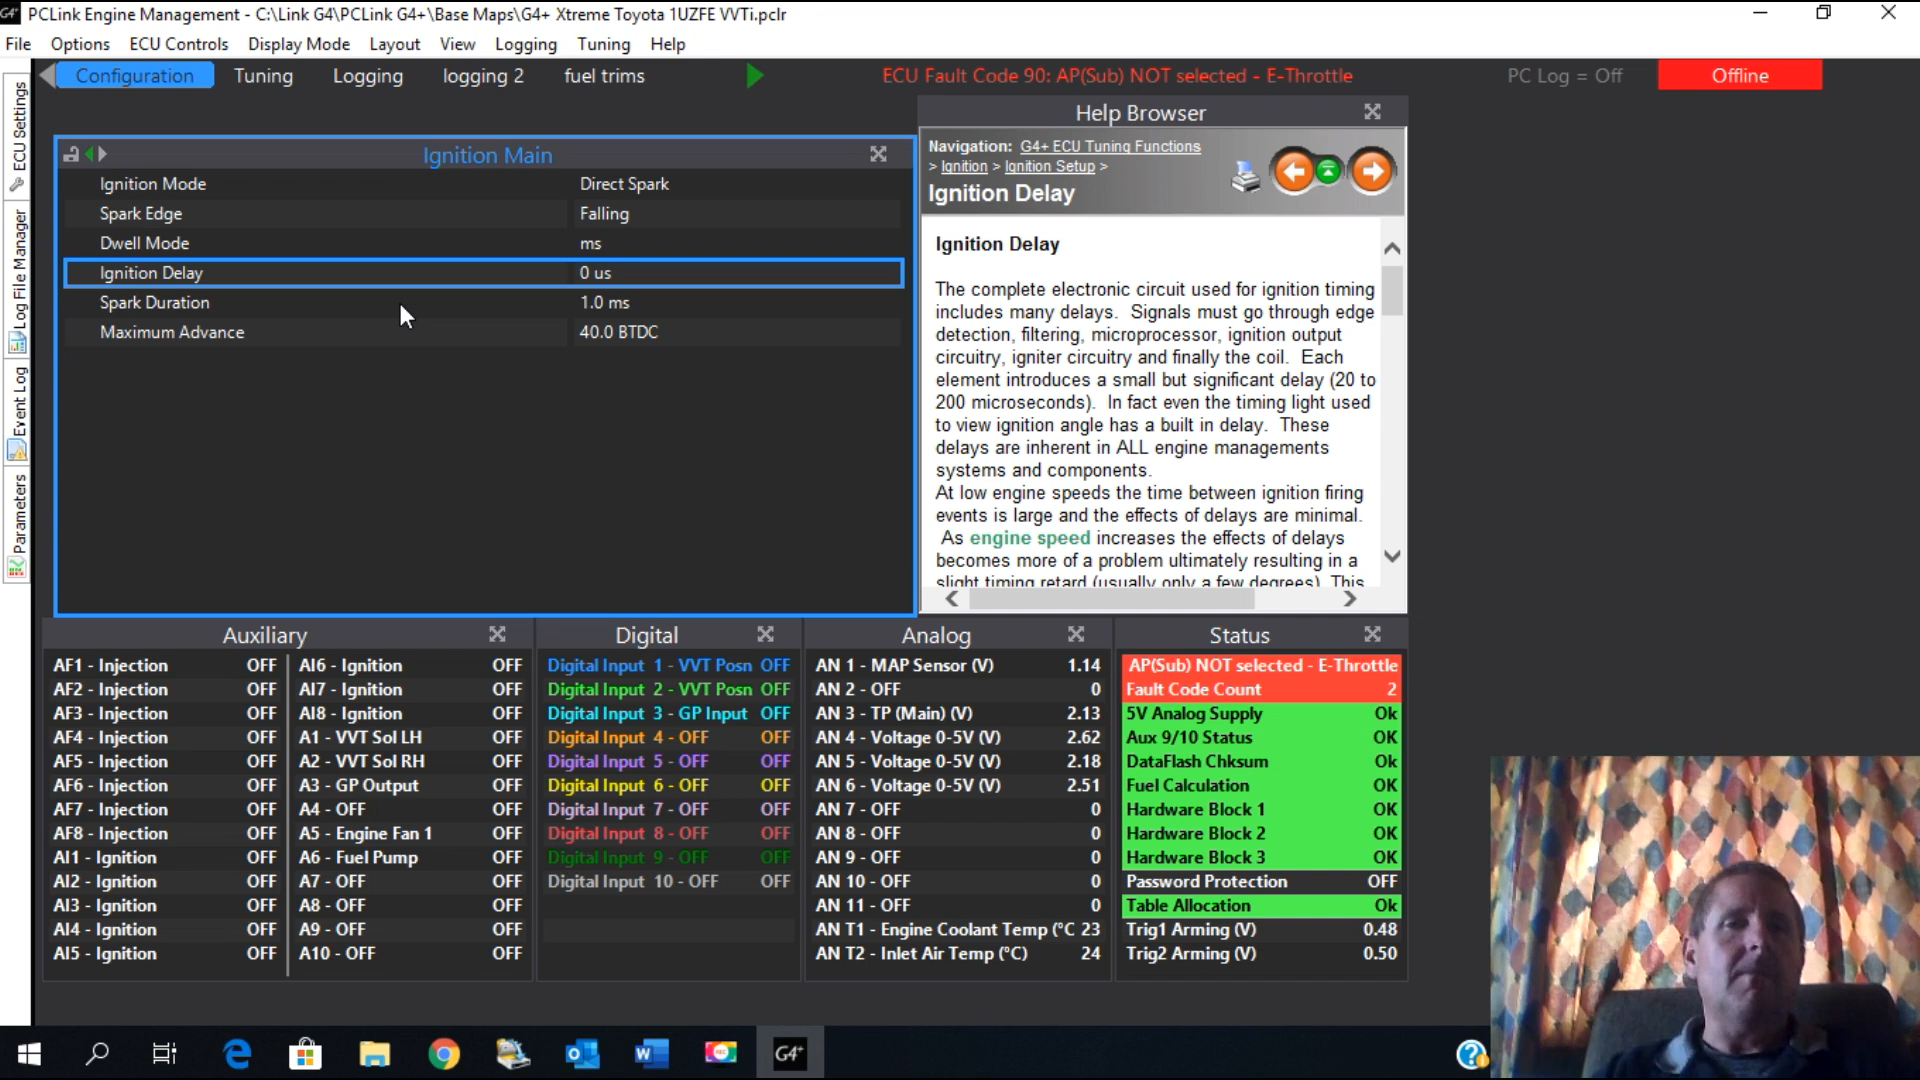 G4+ PCLink Engine Management - C:\Link G4\PCLink G4+\Base Maps\G4+ Xtreme Toyota 1UZFE VVTi.pclr
File Options ECU Controls Display Mode Layout View Logging Tuning Help
Configuration Tuning Logging logging 2 fuel trims ECU Fault Code 90: AP(Sub) NOT selected - E-Throttle PC Log = Off Offline
ECU Settings
Log File Manager
Event Log
Parameters
Ignition Main
Ignition Mode Direct Spark
Spark Edge Falling
Dwell Mode ms
Ignition Delay 0 us
Spark Duration 1.0 ms
Maximum Advance 40.0 BTDC
Help Browser
Navigation: G4+ ECU Tuning Functions
> Ignition > Ignition Setup >
Ignition Delay
Ignition Delay
The complete electronic circuit used for ignition timing
includes many delays. Signals must go through edge
detection, filtering, microprocessor, ignition output
circuitry, igniter circuitry and finally the coil. Each
element introduces a small but significant delay (20 to
200 microseconds). In fact even the timing light used
to view ignition angle has a built in delay. These
delays are inherent in ALL engine managements
systems and components.
At low engine speeds the time between ignition firing
events is large and the effects of delays are minimal.
As engine speed increases the effects of delays
becomes more of a problem ultimately resulting in a
slight timing retard (usually only a few degrees). This
Auxiliary
AF1 - Injection OFF
AF2 - Injection OFF
AF3 - Injection OFF
AF4 - Injection OFF
AF5 - Injection OFF
AF6 - Injection OFF
AF7 - Injection OFF
AF8 - Injection OFF
AI1 - Ignition OFF
AI2 - Ignition OFF
AI3 - Ignition OFF
AI4 - Ignition OFF
AI5 - Ignition OFF
AI6 - Ignition OFF
AI7 - Ignition OFF
AI8 - Ignition OFF
A1 - VVT Sol LH OFF
A2 - VVT Sol RH OFF
A3 - GP Output OFF
A4 - OFF OFF
A5 - Engine Fan 1 OFF
A6 - Fuel Pump OFF
A7 - OFF OFF
A8 - OFF OFF
A9 - OFF OFF
A10 - OFF OFF
Digital
Digital Input 1 - VVT Posn OFF
Digital Input 2 - VVT Posn OFF
Digital Input 3 - GP Input OFF
Digital Input 4 - OFF OFF
Digital Input 5 - OFF OFF
Digital Input 6 - OFF OFF
Digital Input 7 - OFF OFF
Digital Input 8 - OFF OFF
Digital Input 9 - OFF OFF
Digital Input 10 - OFF OFF
Analog
AN 1 - MAP Sensor (V) 1.14
AN 2 - OFF 0
AN 3 - TP (Main) (V) 2.13
AN 4 - Voltage 0-5V (V) 2.62
AN 5 - Voltage 0-5V (V) 2.18
AN 6 - Voltage 0-5V (V) 2.51
AN 7 - OFF 0
AN 8 - OFF 0
AN 9 - OFF 0
AN 10 - OFF 0
AN 11 - OFF 0
AN T1 - Engine Coolant Temp (°C 23
AN T2 - Inlet Air Temp (°C) 24
Status
AP(Sub) NOT selected - E-Throttle
Fault Code Count 2
5V Analog Supply Ok
Aux 9/10 Status OK
DataFlash Chksum Ok
Fuel Calculation OK
Hardware Block 1 OK
Hardware Block 2 OK
Hardware Block 3 OK
Password Protection OFF
Table Allocation Ok
Trig1 Arming (V) 0.48
Trig2 Arming (V) 0.50
G4+